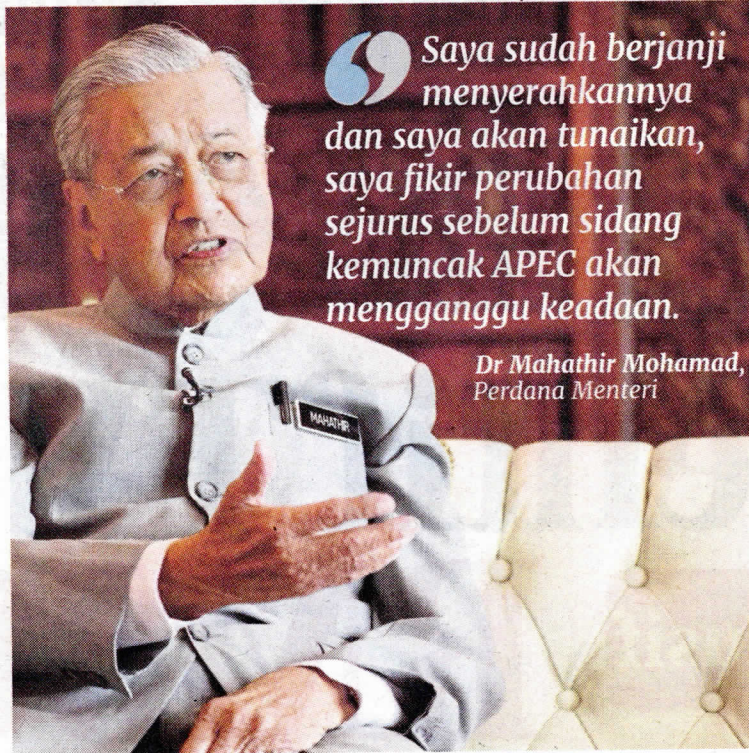 Saya sudah berjanji
menyerahkannya
dan saya akan tunaikan,
saya fikir perubahan
sejurus sebelum sidang
kemuncak APEC akan
mengganggu keadaan.
Dr Mahathir Mohamad,
Perdana Menteri
MAHATHIR